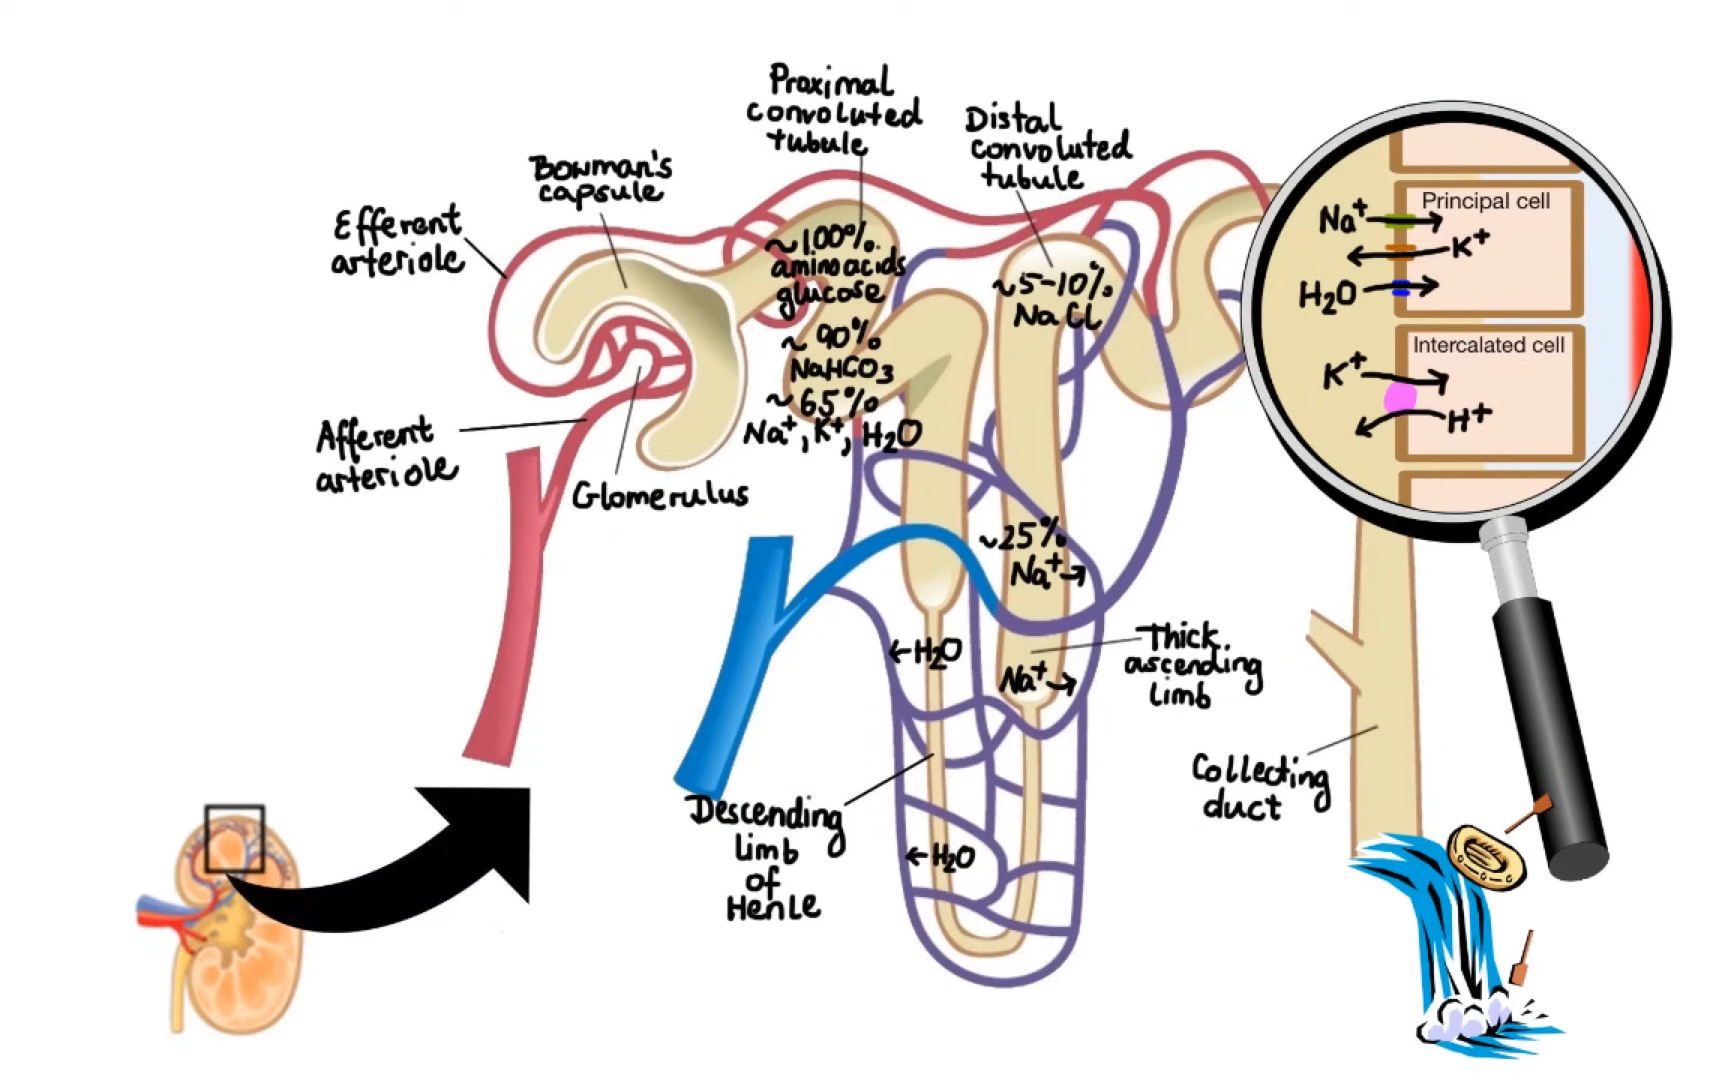 Proximal
convoluted
tubule
Distal
convoluted
tubule
Bowman's
capsule
Efferent
arteriole
Afferent
arteriole
Glomerulus
~100%
amino acids
glucose
~ 90%
NaHCO3
~ 65%
Na+, K+, H2O
~5-10%
NaCl
~25%
Na+→
Na+→
←H2O
←H2O
Thick
ascending
limb
Descending
limb
of
Henle
Collecting
duct
Principal cell
Na+
K+
H2O
Intercalated cell
K+
H+